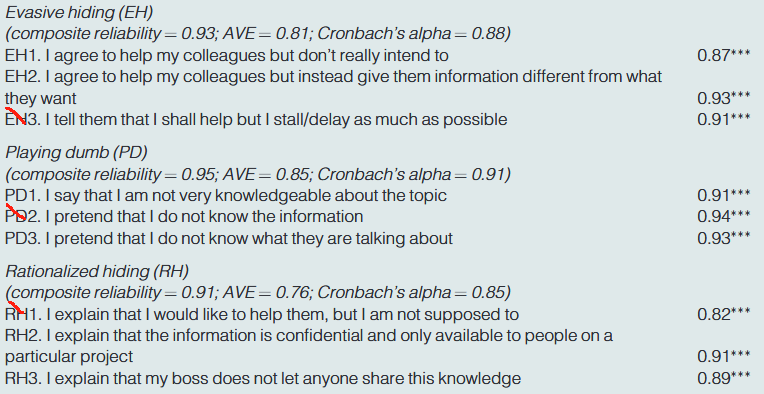 Evasive hiding (EH)
(composite reliability = 0.93; AVE = 0.81; Cronbach's alpha = 0.88)
EH1. I agree to help my colleagues but don't really intend to 0.87***
EH2. I agree to help my colleagues but instead give them information different from what
they want 0.93***
EH3. I tell them that I shall help but I stall/delay as much as possible 0.91***
Playing dumb (PD)
(composite reliability = 0.95; AVE = 0.85; Cronbach's alpha = 0.91)
PD1. I say that I am not very knowledgeable about the topic 0.91***
PD2. I pretend that I do not know the information 0.94***
PD3. I pretend that I do not know what they are talking about 0.93***
Rationalized hiding (RH)
(composite reliability = 0.91; AVE = 0.76; Cronbach's alpha = 0.85)
RH1. I explain that I would like to help them, but I am not supposed to 0.82***
RH2. I explain that the information is confidential and only available to people on a
particular project 0.91***
RH3. I explain that my boss does not let anyone share this knowledge 0.89***